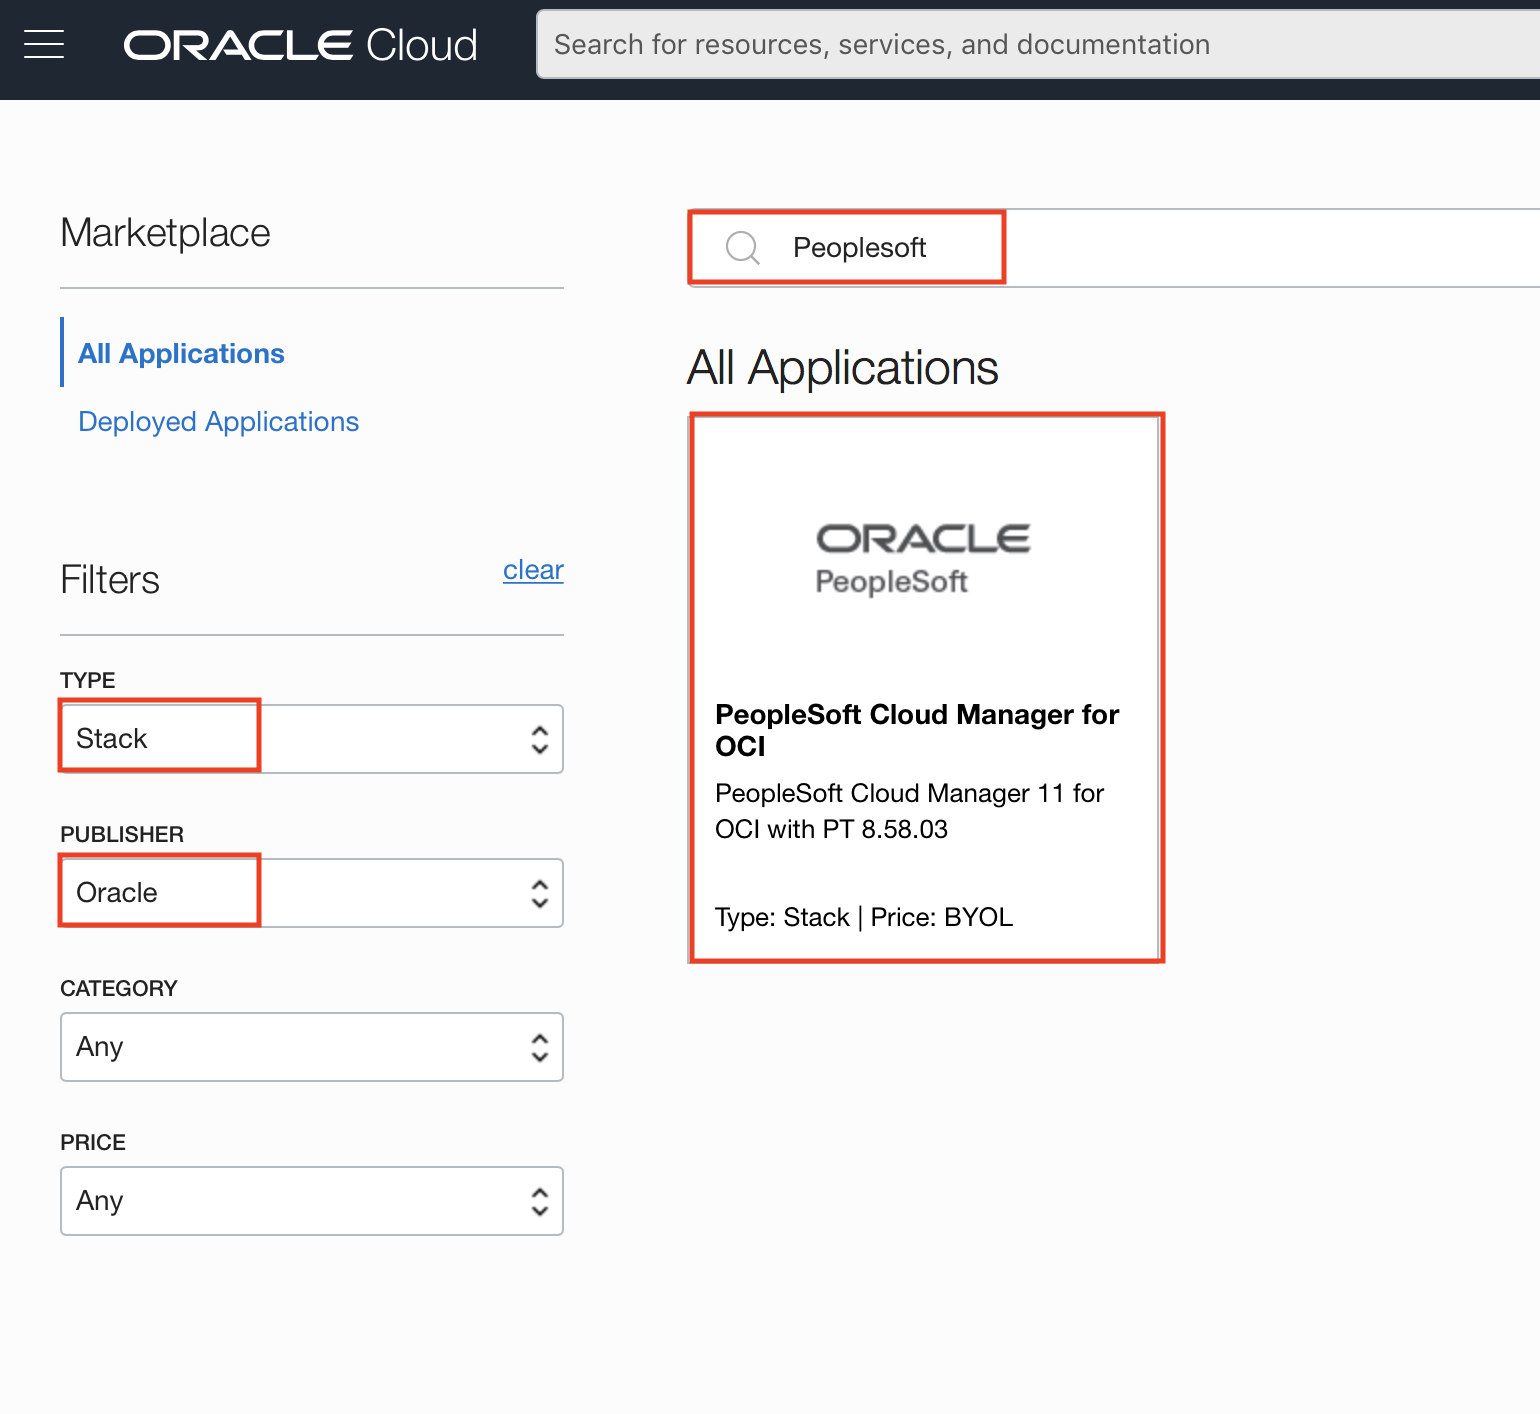 ORACLE Cloud
Search for resources, services, and documentation
Marketplace
All Applications
Deployed Applications
Filters
clear
TYPE
Stack
PUBLISHER
Oracle
CATEGORY
Any
PRICE
Any
Peoplesoft
All Applications
ORACLE
PeopleSoft
PeopleSoft Cloud Manager for
OCI
PeopleSoft Cloud Manager 11 for
OCI with PT 8.58.03
Type: Stack | Price: BYOL